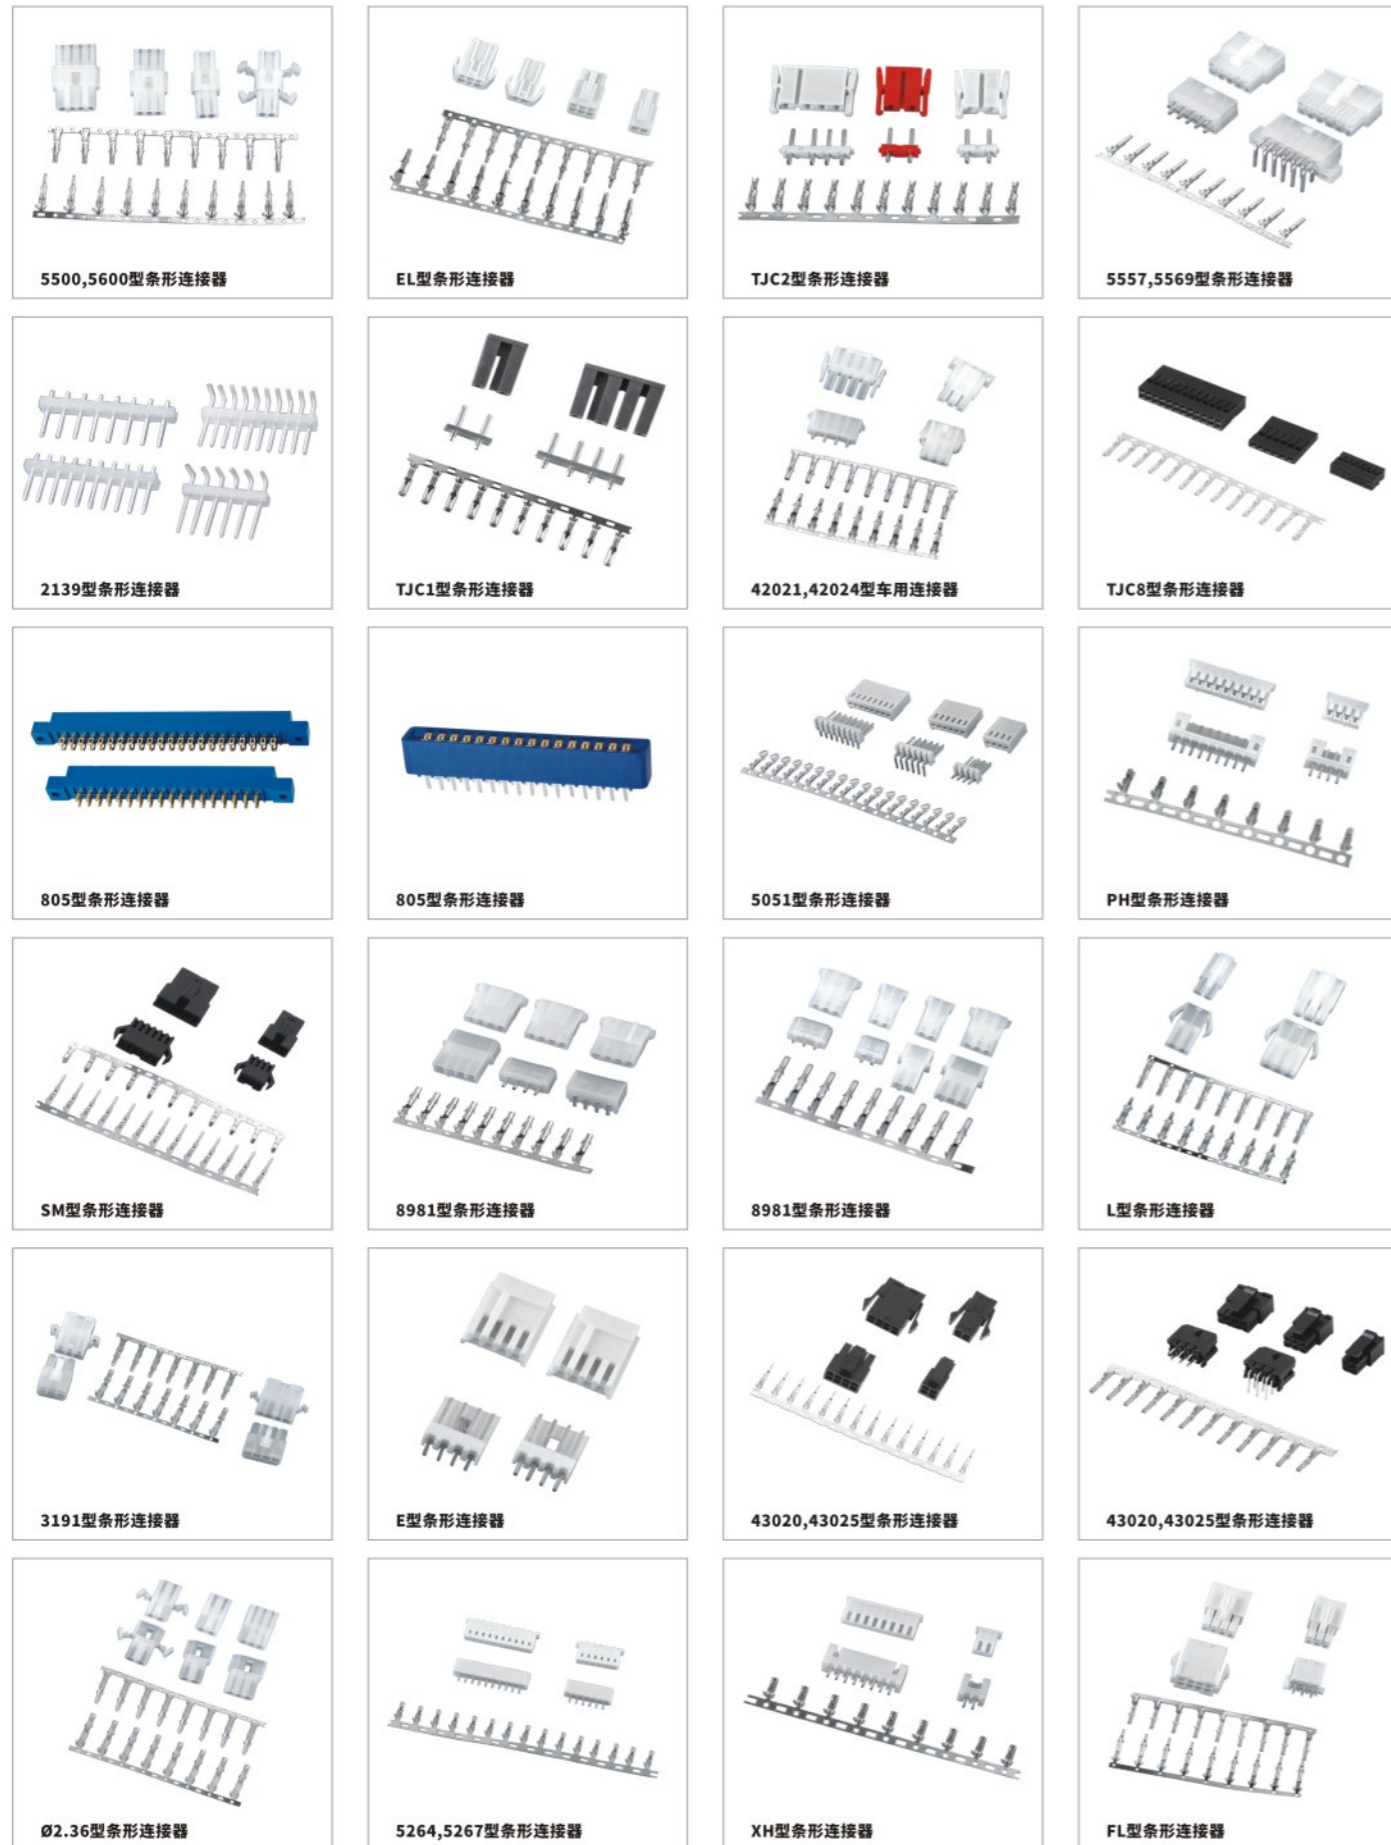 5500,5600型条形连接器
EL型条形连接器
TJC2型条形连接器
5557,5569型条形连接器
2139型条形连接器
TJC1型条形连接器
42021,42024型车用连接器
TJC8型条形连接器
805型条形连接器
805型条形连接器
5051型条形连接器
PH型条形连接器
SM型条形连接器
8981型条形连接器
8981型条形连接器
L型条形连接器
3191型条形连接器
E型条形连接器
43020,43025型条形连接器
43020,43025型条形连接器
Ø2.36型条形连接器
5264,5267型条形连接器
XH型条形连接器
FL型条形连接器